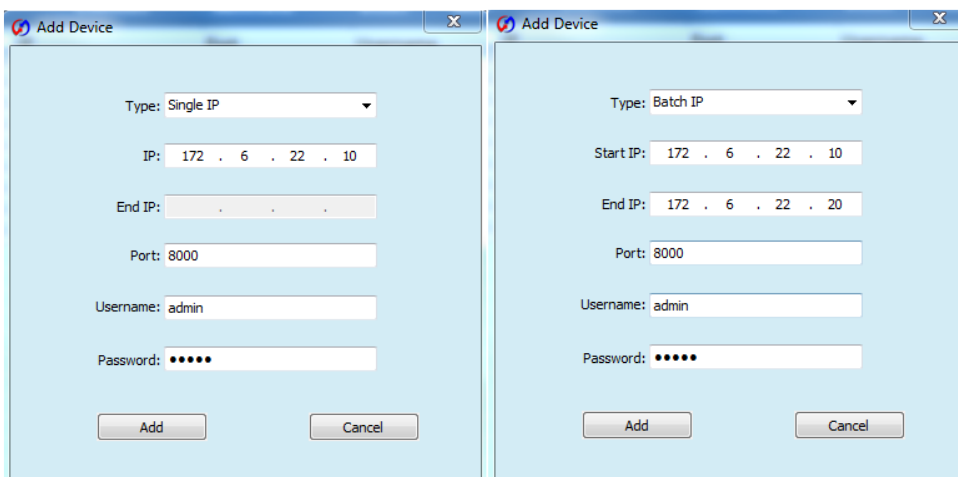 Add Device
Type: Single IP
IP: 172 . 6 . 22 . 10
End IP: . . .
Port: 8000
Username: admin
Password: •••••
Add Cancel
Add Device
Type: Batch IP
Start IP: 172 . 6 . 22 . 10
End IP: 172 . 6 . 22 . 20
Port: 8000
Username: admin
Password: •••••
Add Cancel